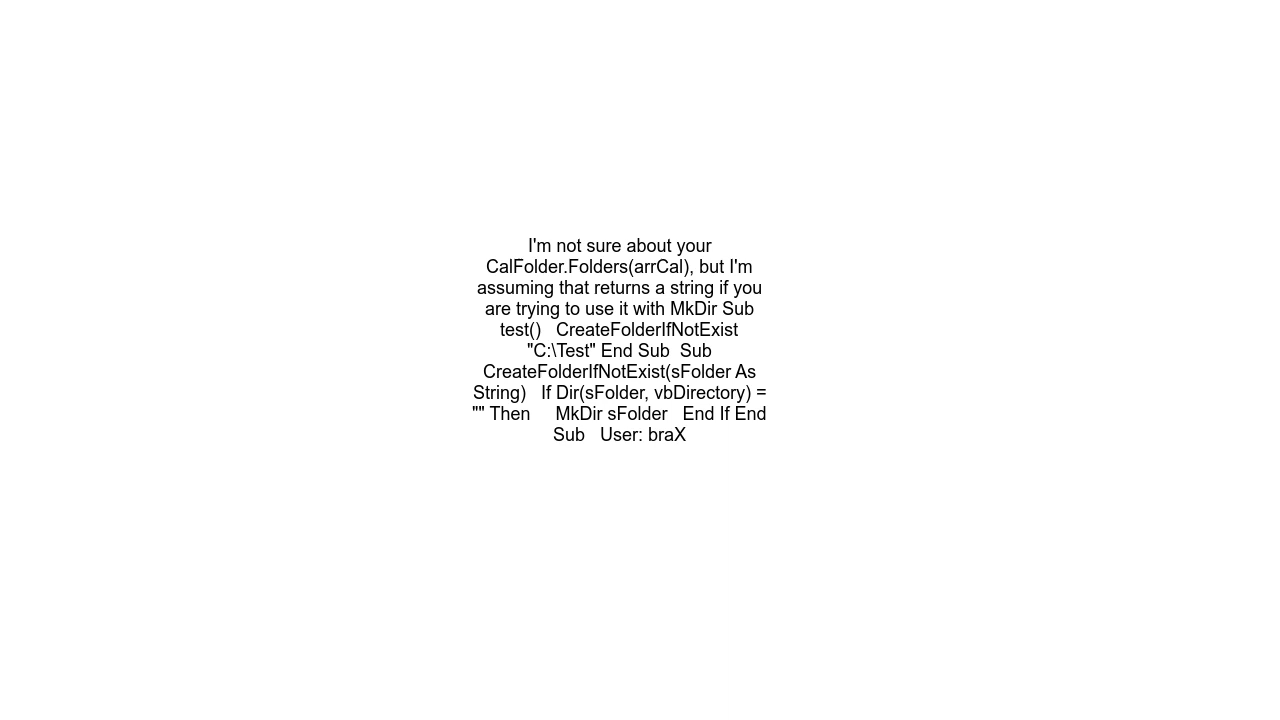 I'm not sure about your
CalFolder.Folders(arrCal), but I'm
assuming that returns a string if you
are trying to use it with MkDir Sub
test()   CreateFolderIfNotExist
"C:\Test" End Sub  Sub
CreateFolderIfNotExist(sFolder As
String)   If Dir(sFolder, vbDirectory) =
"" Then     MkDir sFolder   End If End
Sub   User: braX